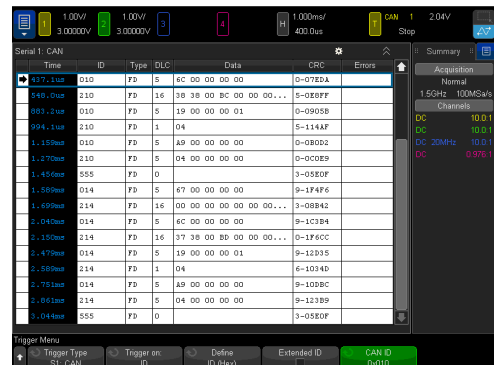 1 1.00V/ 2 1.00V/ 3 4 H 1.000ms/ T CAN 1 2.04V
3.00000V 3.00000V 400.0us Stop
Serial 1: CAN
Time ID Type DLC Data CRC Errors
437.1us 010 FD 5 6C 00 00 00 00 0-07EDA
548.0us 210 FD 16 38 38 00 BC 00 00 00... 5-0E8FF
883.2us 010 FD 5 19 00 00 00 01 0-0905B
994.1us 210 FD 1 04 5-114AF
1.159ms 010 FD 5 A9 00 00 00 00 0-0B0D2
1.270ms 210 FD 5 04 00 00 00 00 0-0C0E9
1.456ms 555 FD 0 3-05E0F
1.589ms 014 FD 5 67 00 00 00 00 9-1F4F6
1.699ms 214 FD 16 00 00 00 00 00 00 00... 3-08B42
2.040ms 014 FD 5 6C 00 00 00 00 9-1C3B4
2.150ms 214 FD 16 37 38 00 BD 00 00 00... 0-1F6CC
2.479ms 014 FD 5 19 00 00 00 01 9-12D35
2.589ms 214 FD 1 04 6-1034D
2.751ms 014 FD 5 A9 00 00 00 00 9-10DBC
2.861ms 214 FD 5 04 00 00 00 00 9-123B9
3.044ms 555 FD 0 3-05E0F
Summary
Acquisition
Normal
1.5GHz 100MSa/s
Channels
DC 10.0:1
DC 10.0:1
DC 20MHz 10.0:1
DC 0.976:1
Trigger Menu
Trigger Type Trigger on: Define Extended ID CAN ID
S1: CAN ID ID (Hex) 0x010